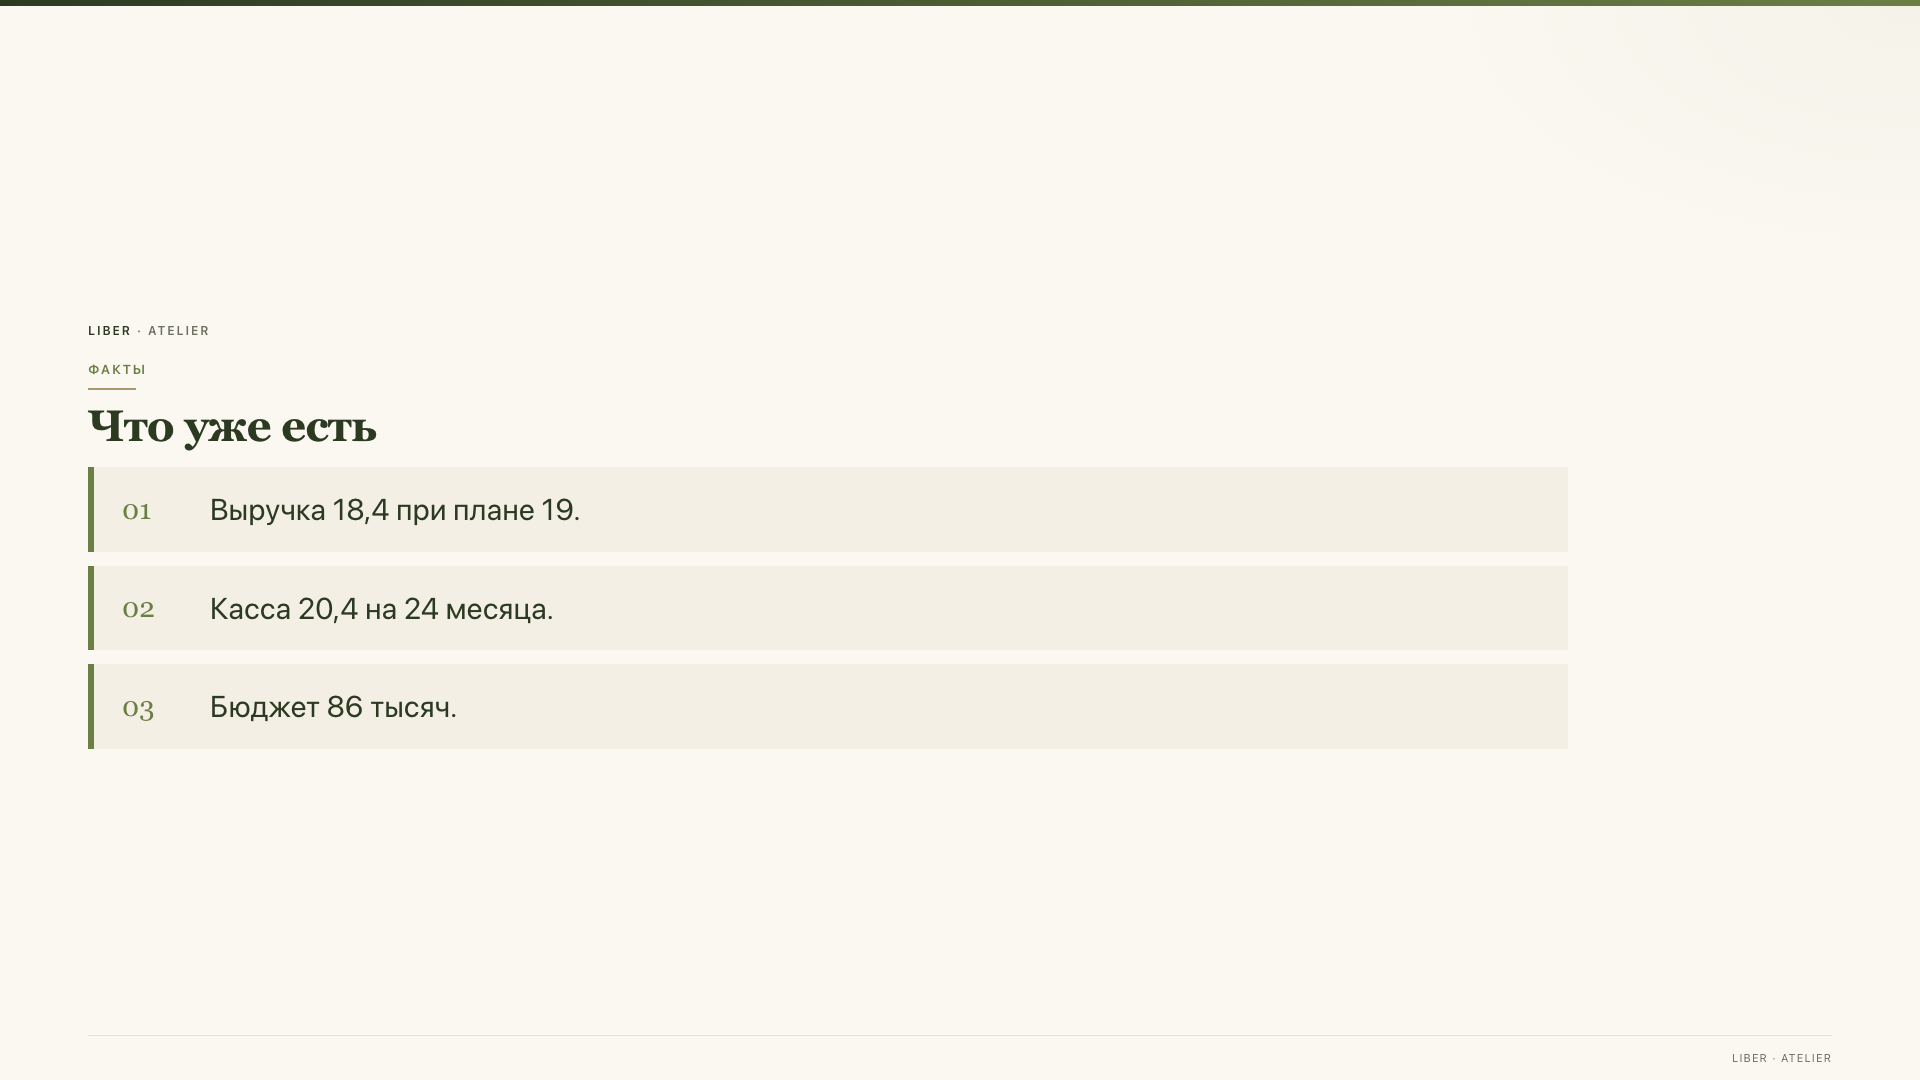 LIBER · ATELIER
ФАКТЫ
Что уже есть
01 Выручка 18,4 при плане 19.
02 Касса 20,4 на 24 месяца.
03 Бюджет 86 тысяч.
LIBER · ATELIER